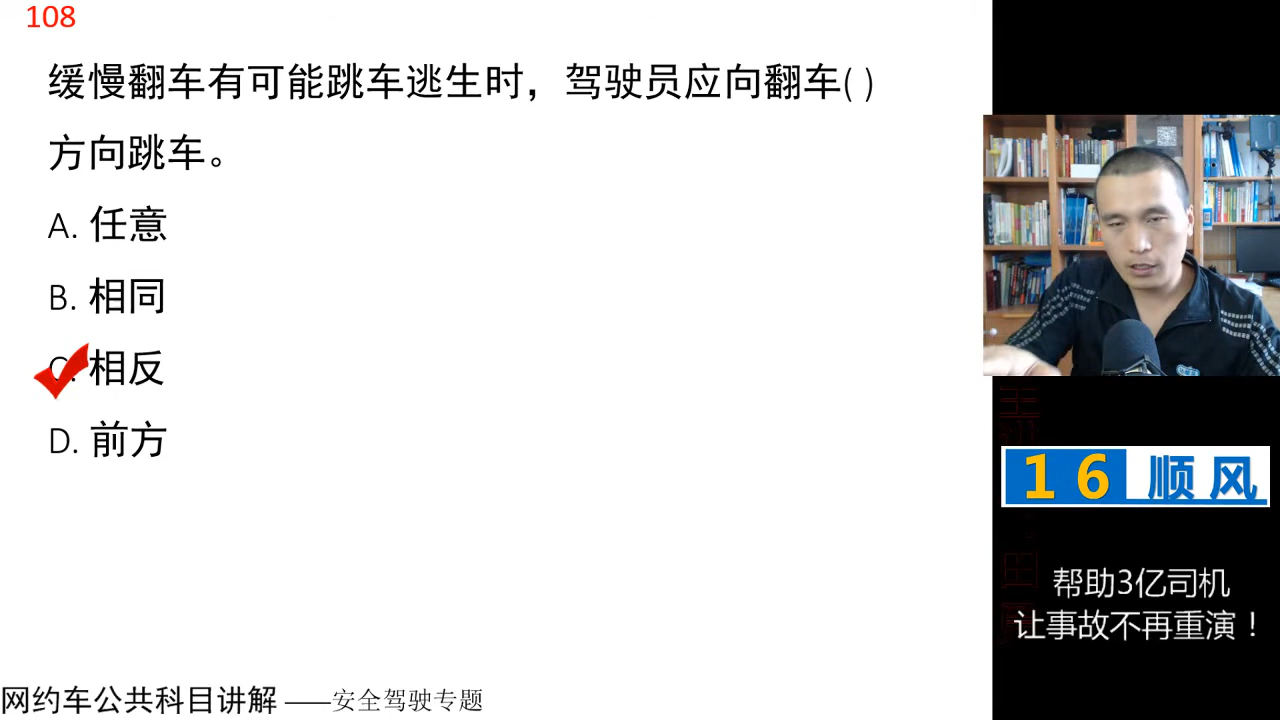 108
缓慢翻车有可能跳车逃生时，驾驶员应向翻车( )
方向跳车。
A. 任意
B. 相同
C. 相反
D. 前方
16 顺风
帮助3亿司机
让事故不再重演！
网约车公共科目讲解 ——安全驾驶专题